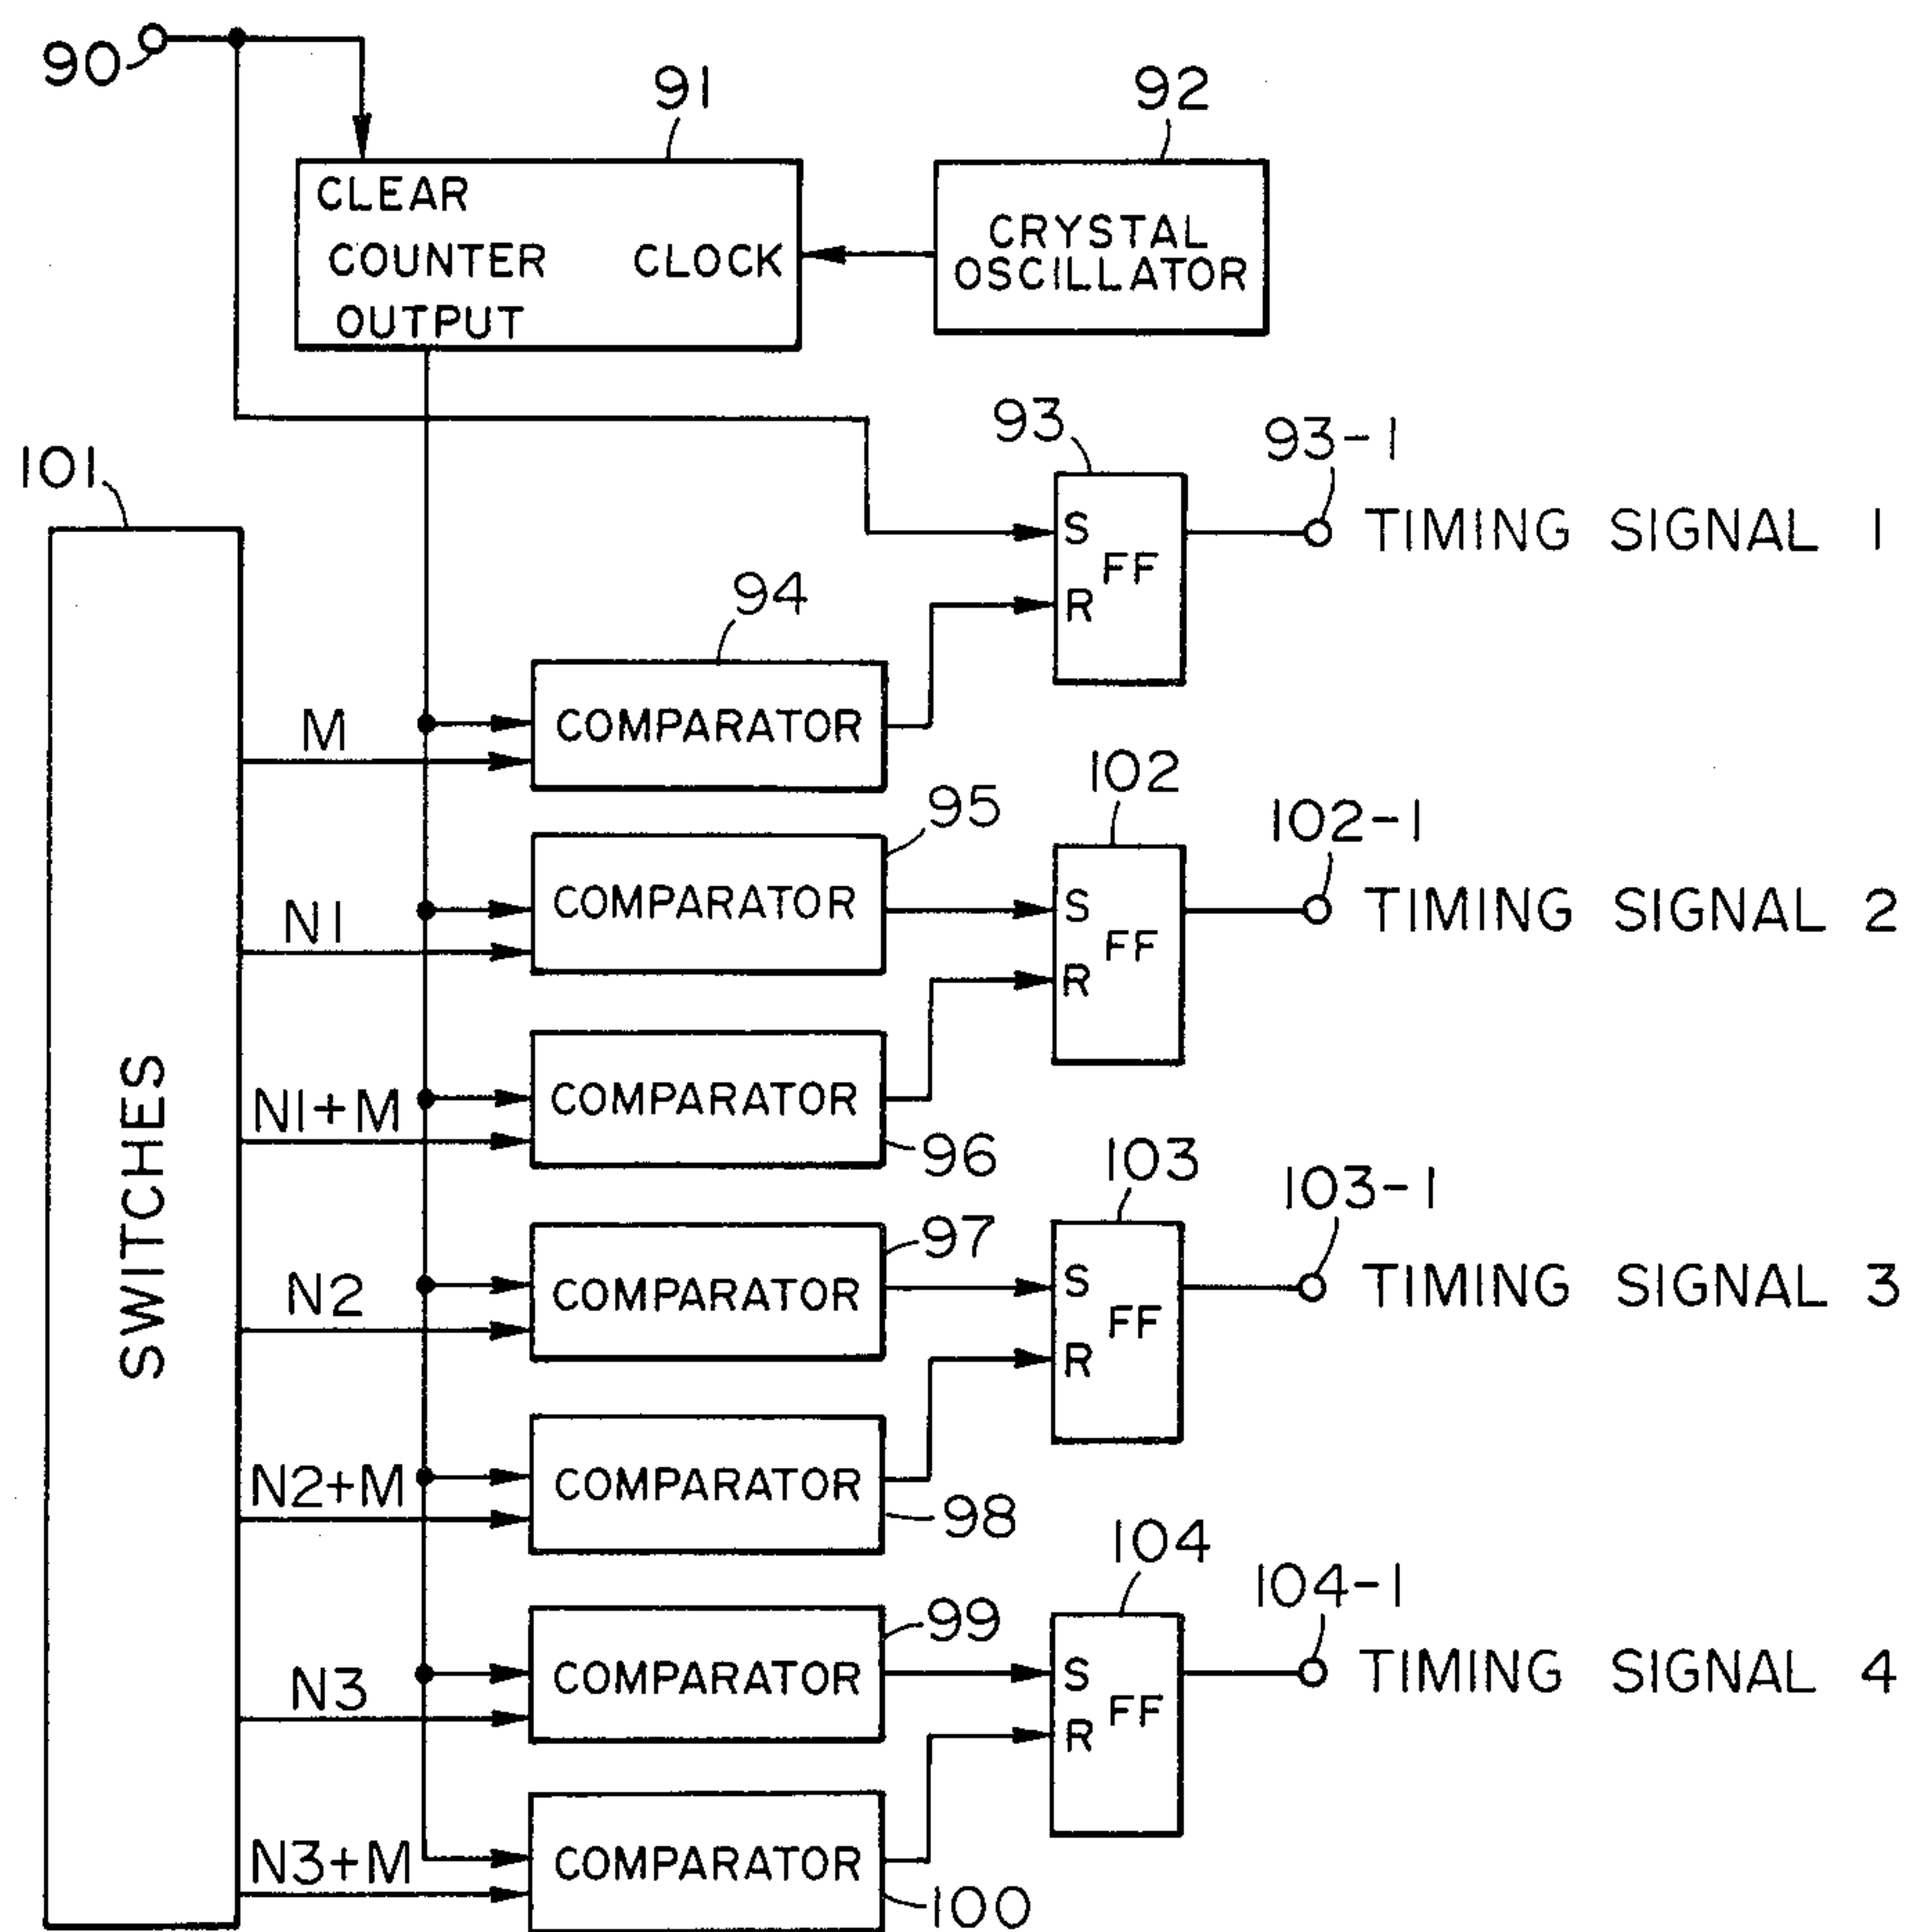 90
91
92
CLEAR
COUNTER CLOCK
OUTPUT
CRYSTAL
OSCILLATOR
93
93-1
101
S
FF
R
TIMING SIGNAL 1
94
COMPARATOR
M
95
102
102-1
COMPARATOR
N1
S
FF
R
TIMING SIGNAL 2
SWITCHES
N1+M
COMPARATOR
96
103
103-1
97
N2
COMPARATOR
S
FF
R
TIMING SIGNAL 3
N2+M
COMPARATOR
98
104
104-1
99
N3
COMPARATOR
S
FF
R
TIMING SIGNAL 4
N3+M
COMPARATOR
100